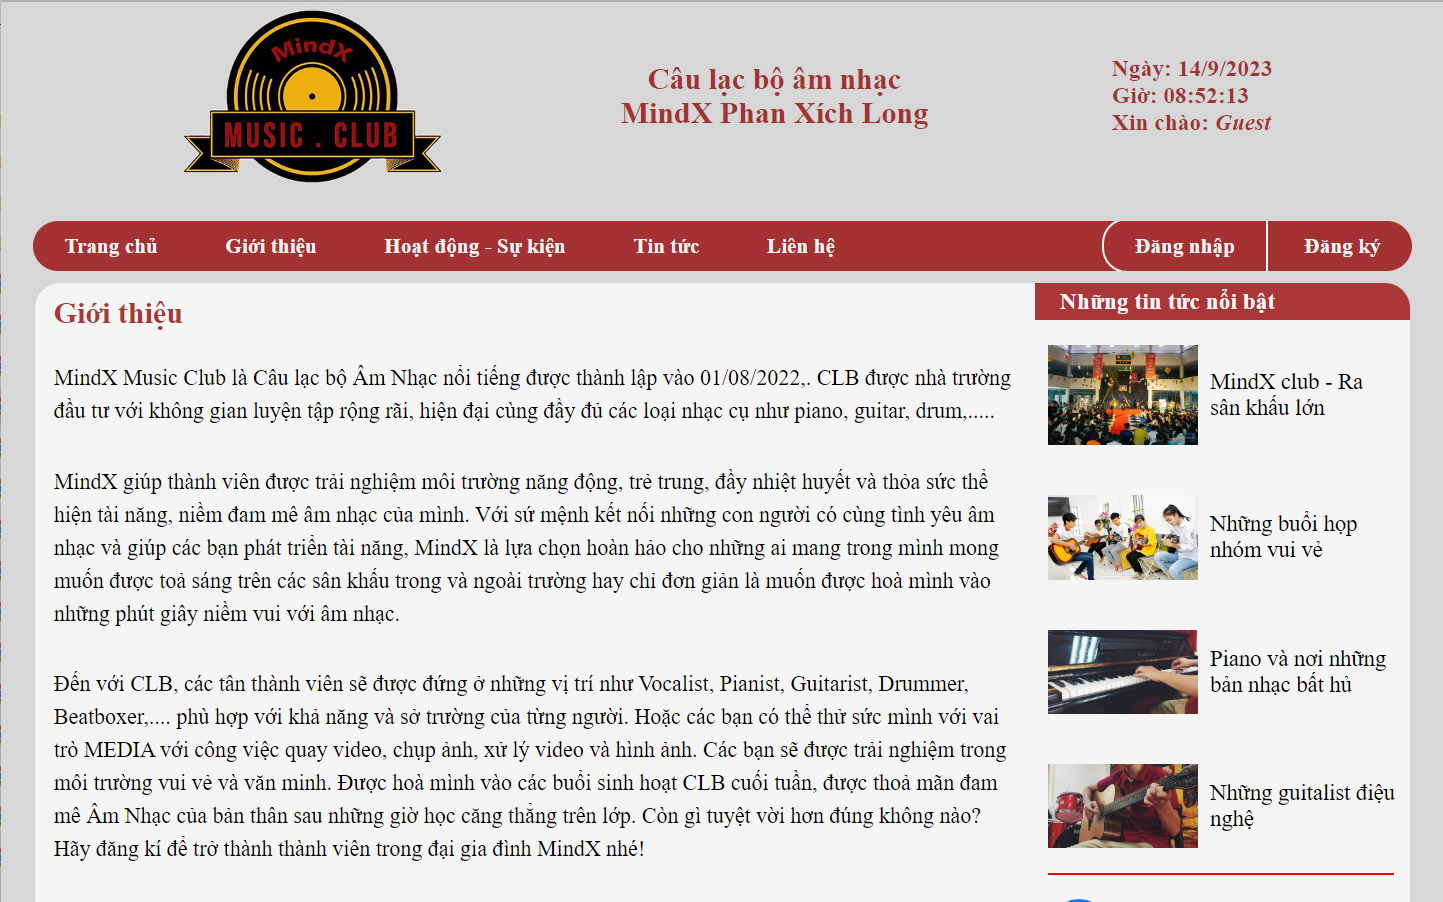 MindX
MUSIC . CLUB
Câu lạc bộ âm nhạc
MindX Phan Xích Long
Ngày: 14/9/2023
Giờ: 08:52:13
Xin chào: Guest
Trang chủ
Giới thiệu
Hoạt động - Sự kiện
Tin tức
Liên hệ
Đăng nhập
Đăng ký
Giới thiệu
MindX Music Club là Câu lạc bộ Âm Nhạc nổi tiếng được thành lập vào 01/08/2022,. CLB được nhà trường
đầu tư với không gian luyện tập rộng rãi, hiện đại cùng đầy đủ các loại nhạc cụ như piano, guitar, drum,.....
MindX giúp thành viên được trải nghiệm môi trường năng động, trẻ trung, đầy nhiệt huyết và thỏa sức thể
hiện tài năng, niềm đam mê âm nhạc của mình. Với sứ mệnh kết nối những con người có cùng tình yêu âm
nhạc và giúp các bạn phát triển tài năng, MindX là lựa chọn hoàn hảo cho những ai mang trong mình mong
muốn được toả sáng trên các sân khấu trong và ngoài trường hay chỉ đơn giản là muốn được hoà mình vào
những phút giây niềm vui với âm nhạc.
Đến với CLB, các tân thành viên sẽ được đứng ở những vị trí như Vocalist, Pianist, Guitarist, Drummer,
Beatboxer,.... phù hợp với khả năng và sở trường của từng người. Hoặc các bạn có thể thử sức mình với vai
trò MEDIA với công việc quay video, chụp ảnh, xử lý video và hình ảnh. Các bạn sẽ được trải nghiệm trong
môi trường vui vẻ và văn minh. Được hoà mình vào các buổi sinh hoạt CLB cuối tuần, được thoả mãn đam
mê Âm Nhạc của bản thân sau những giờ học căng thẳng trên lớp. Còn gì tuyệt vời hơn đúng không nào?
Hãy đăng kí để trở thành thành viên trong đại gia đình MindX nhé!
Những tin tức nổi bật
MindX club - Ra
sân khấu lớn
Những buổi họp
nhóm vui vẻ
Piano và nơi những
bản nhạc bất hủ
Những guitalist điệu
nghệ